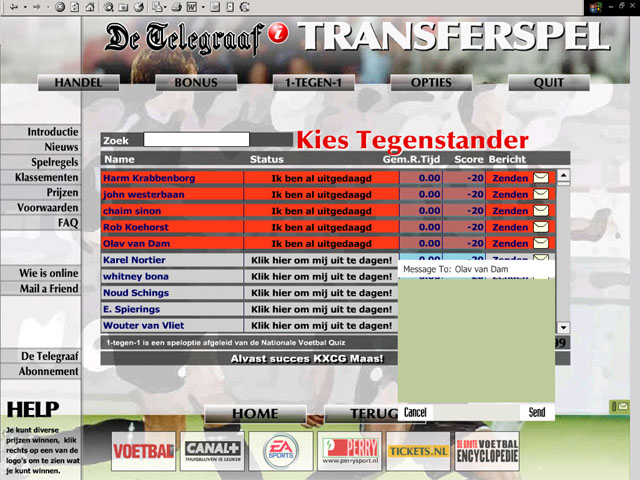 De Telegraaf i TRANSFERSPEL
HANDEL BONUS 1-TEGEN-1 OPTIES QUIT
Introductie
Nieuws
Spelregels
Klassementen
Prijzen
Voorwaarden
FAQ
Wie is online
Mail a Friend
De Telegraaf
Abonnement
HELP
Je kunt diverse
prijzen winnen, klik
rechts op een van de
logo's om te zien wat
je kunt winnen.
Zoek
Kies Tegenstander
Name Status Gem.R.Tijd Score Bericht
Harm Krabbenborg Ik ben al uitgedaagd 0.00 -20 Zenden
john westerbaan Ik ben al uitgedaagd 0.00 -20 Zenden
chaim sinon Ik ben al uitgedaagd 0.00 -20 Zenden
Rob Koehorst Ik ben al uitgedaagd 0.00 -20 Zenden
Olav van Dam Ik ben al uitgedaagd 0.00 -20 Zenden
Karel Nortier Klik hier om mij uit te dagen! 0.00 -20 Zenden
whitney bona Klik hier om mij uit te dagen!
Noud Schings Klik hier om mij uit te dagen!
E. Spierings Klik hier om mij uit te dagen!
Wouter van Vliet Klik hier om mij uit te dagen!
Message To: Olav van Dam
Cancel Send
1-tegen-1 is een speloptie afgeleid van de Nationale Voetbal Quiz
Alvast succes KXCG Maas!
HOME TERUG
VOETBAL
CANAL+
THUISBLIJVEN IS LEUKER
EA
SPORTS
PERRY
SPORT
www.perrysport.nl
TICKETS.NL
DE GROTE VOETBAL
ENCYCLOPEDIE